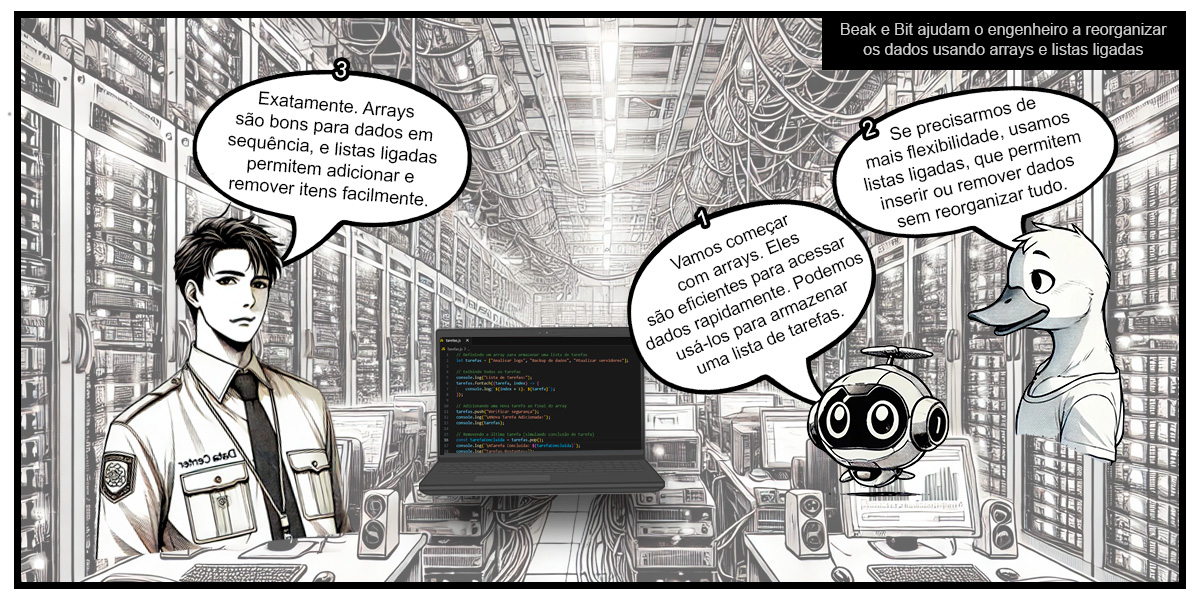 Beak e Bit ajudam o engenheiro a reorganizar
os dados usando arrays e listas ligadas
1
Vamos começar
com arrays. Eles
são eficientes para acessar
dados rapidamente. Podemos
usá-los para armazenar
uma lista de tarefas.
2
Se precisarmos de
mais flexibilidade, usamos
listas ligadas, que permitem
inserir ou remover dados
sem reorganizar tudo.
3
Exatamente. Arrays
são bons para dados em
sequência, e listas ligadas
permitem adicionar e
remover itens facilmente.
Data Center
tarefas.js
// Definindo um array para armazenar uma lista de tarefas
let tarefas = ["Analisar logs", "Backup de dados", "Atualizar servidores"];
// Exibindo todas as tarefas
console.log("Lista de Tarefas:");
tarefas.forEach((tarefa, index) => {
console.log(`${index + 1}. ${tarefa}`);
});
// Adicionando uma nova tarefa ao final do array
tarefas.push("Verificar segurança");
console.log("\nNova Tarefa Adicionada:");
console.log(tarefas);
// Removendo a última tarefa (simulando conclusão de tarefa)
const tarefaConcluida = tarefas.pop();
console.log(`\nTarefa Concluída: ${tarefaConcluida}`);